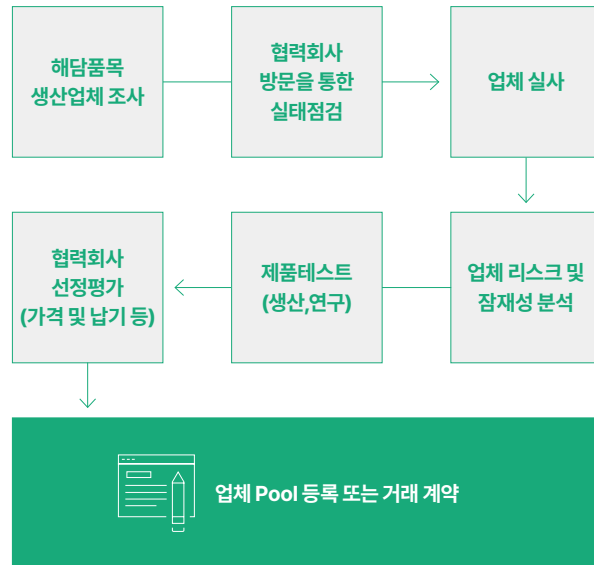 해담품목
생산업체 조사
협력회사
방문을 통한
실태점검
업체 실사
협력회사
선정평가
(가격 및 납기 등)
제품테스트
(생산,연구)
업체 리스크 및
잠재성 분석
업체 Pool 등록 또는 거래 계약